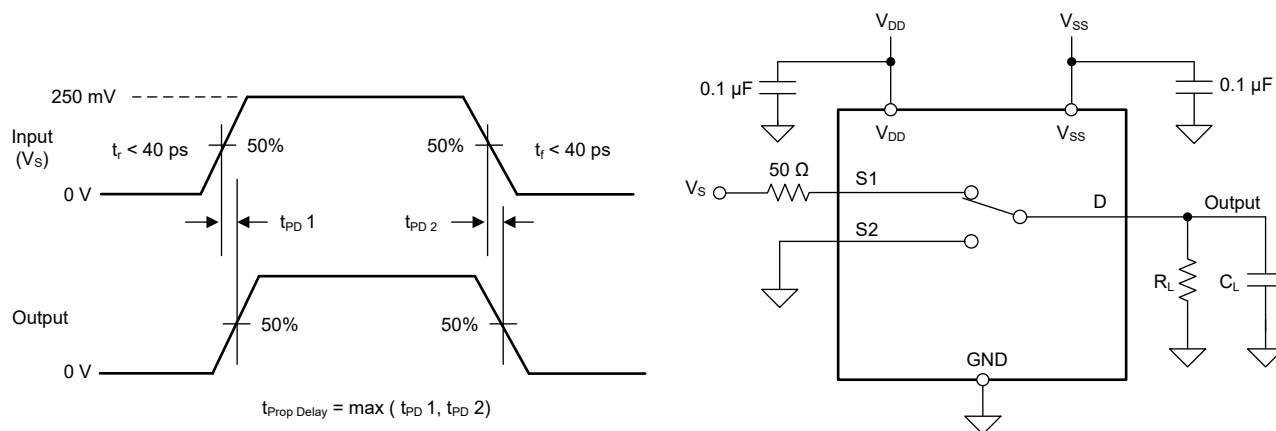 250 mV
Input
(VS)
tr < 40 ps
50%
50%
tf < 40 ps
0 V
tPD 1
tPD 2
Output
50%
50%
0 V
tProp Delay = max ( tPD 1, tPD 2)
VDD
VSS
0.1 µF
0.1 µF
VDD
VSS
50 Ω
VS
S1
D
Output
S2
RL
CL
GND